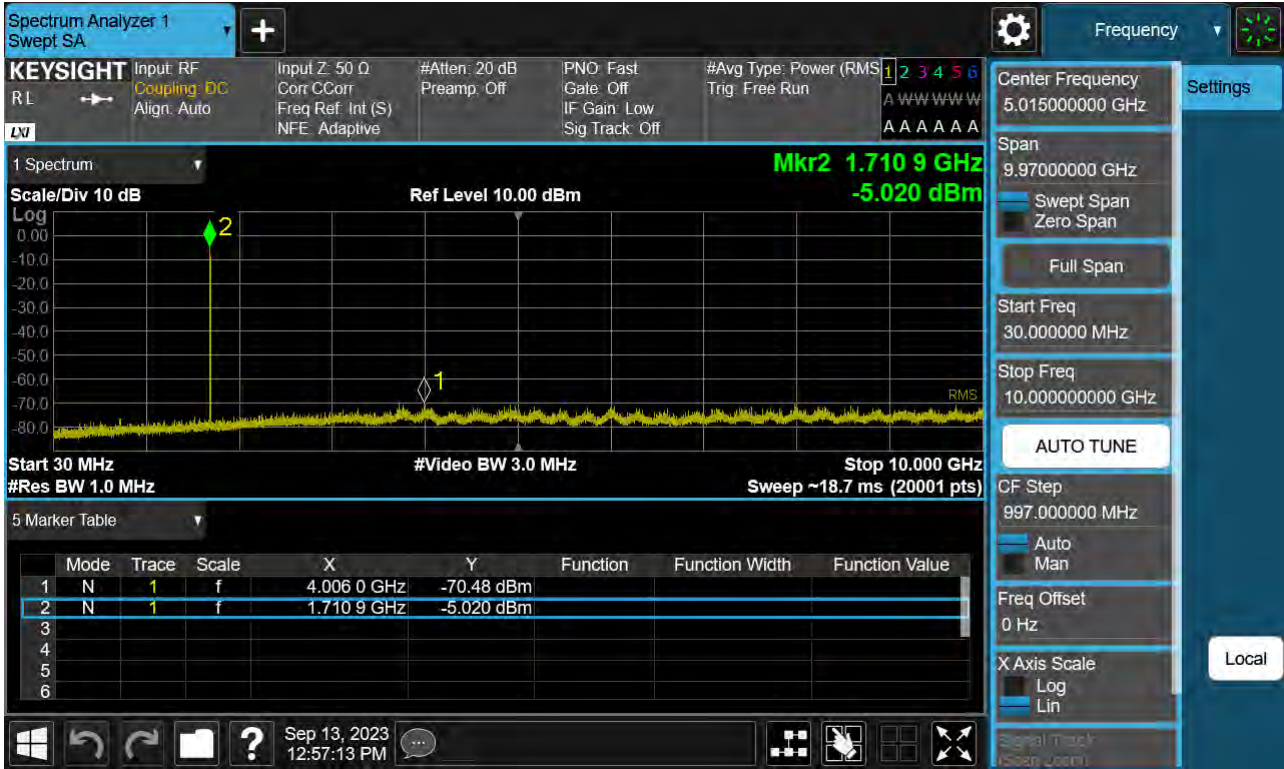 Spectrum Analyzer 1
Swept SA
+
Frequency
KEYSIGHT
RL
LXI
Input: RF
Coupling: DC
Align: Auto
Input Z: 50 Ω
Corr CCorr
Freq Ref: Int (S)
NFE: Adaptive
#Atten: 20 dB
Preamp: Off
PNO: Fast
Gate: Off
IF Gain: Low
Sig Track: Off
#Avg Type: Power (RMS
Trig: Free Run
1 2 3 4 5 6
A W W W W W
A A A A A A
1 Spectrum
Scale/Div 10 dB
Ref Level 10.00 dBm
Mkr2 1.710 9 GHz
-5.020 dBm
Log
0.00
-10.0
-20.0
-30.0
-40.0
-50.0
-60.0
-70.0
-80.0
2
1
RMS
Start 30 MHz
#Video BW 3.0 MHz
Stop 10.000 GHz
#Res BW 1.0 MHz
Sweep ~18.7 ms (20001 pts)
5 Marker Table
Mode Trace Scale X Y Function Function Width Function Value
1 N 1 f 4.006 0 GHz -70.48 dBm
2 N 1 f 1.710 9 GHz -5.020 dBm
3
4
5
6
?
Sep 13, 2023
12:57:13 PM
Center Frequency
5.015000000 GHz
Span
9.97000000 GHz
Swept Span
Zero Span
Full Span
Start Freq
30.000000 MHz
Stop Freq
10.000000000 GHz
AUTO TUNE
CF Step
997.000000 MHz
Auto
Man
Freq Offset
0 Hz
X Axis Scale
Log
Lin
Signal Track
Settings
Local